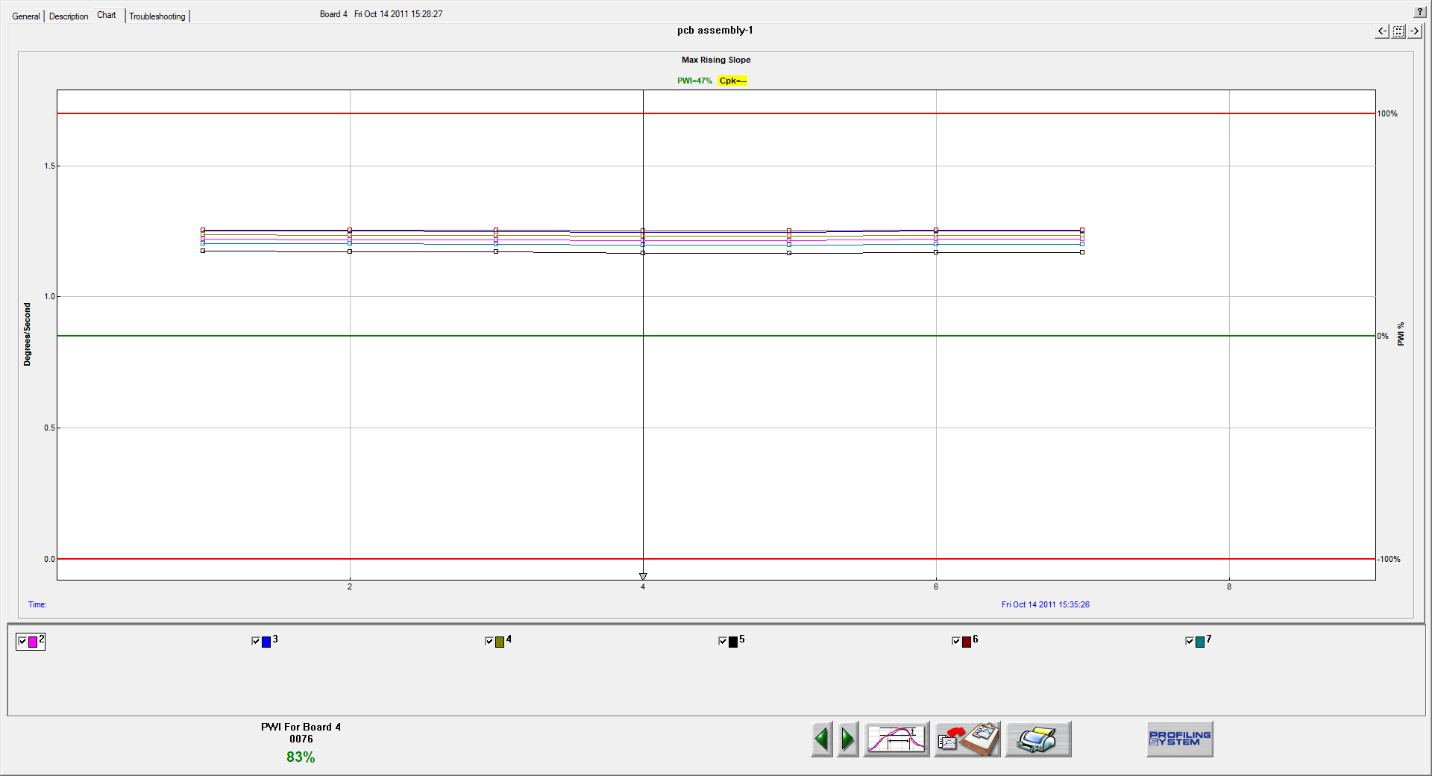 General Description Chart Troubleshooting Board 4 Fri Oct 14 2011 15:28:27 ?
pcb assembly-1
<- ->
Max Rising Slope
PWI=47% Cpk=--
100%
1.5
1.0
Degrees/Second
0%
PWI %
0.5
0.0
-100%
2 4 6 8
Time: Fri Oct 14 2011 15:35:26
2 3 4 5 6 7
PWI For Board 4
0076
83%
PROFILING
SYSTEM